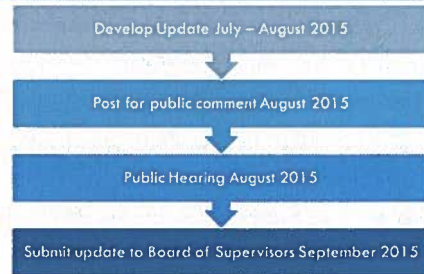 Develop Update July – August 2015
Post for public comment August 2015
Public Hearing August 2015
Submit update to Board of Supervisors September 2015